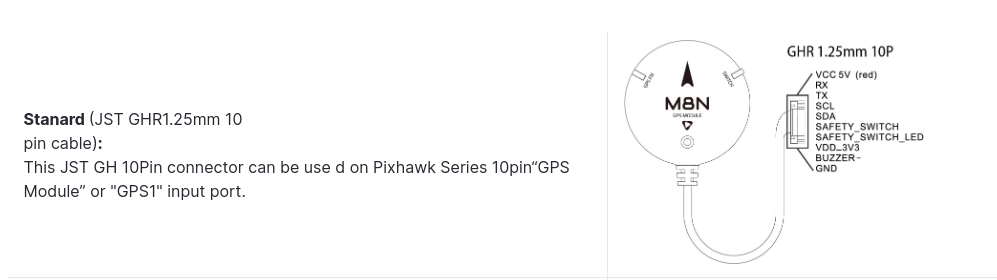 Stanard (JST GHR1.25mm 10
pin cable):
This JST GH 10Pin connector can be use d on Pixhawk Series 10pin“GPS
Module” or "GPS1" input port.
GHR 1.25mm 10P
VCC 5V (red)
RX
TX
SCL
SDA
SAFETY_SWITCH
SAFETY_SWITCH_LED
VDD_3V3
BUZZER-
GND
GPS FIX
SWITCH
M8N
GPS MODULE